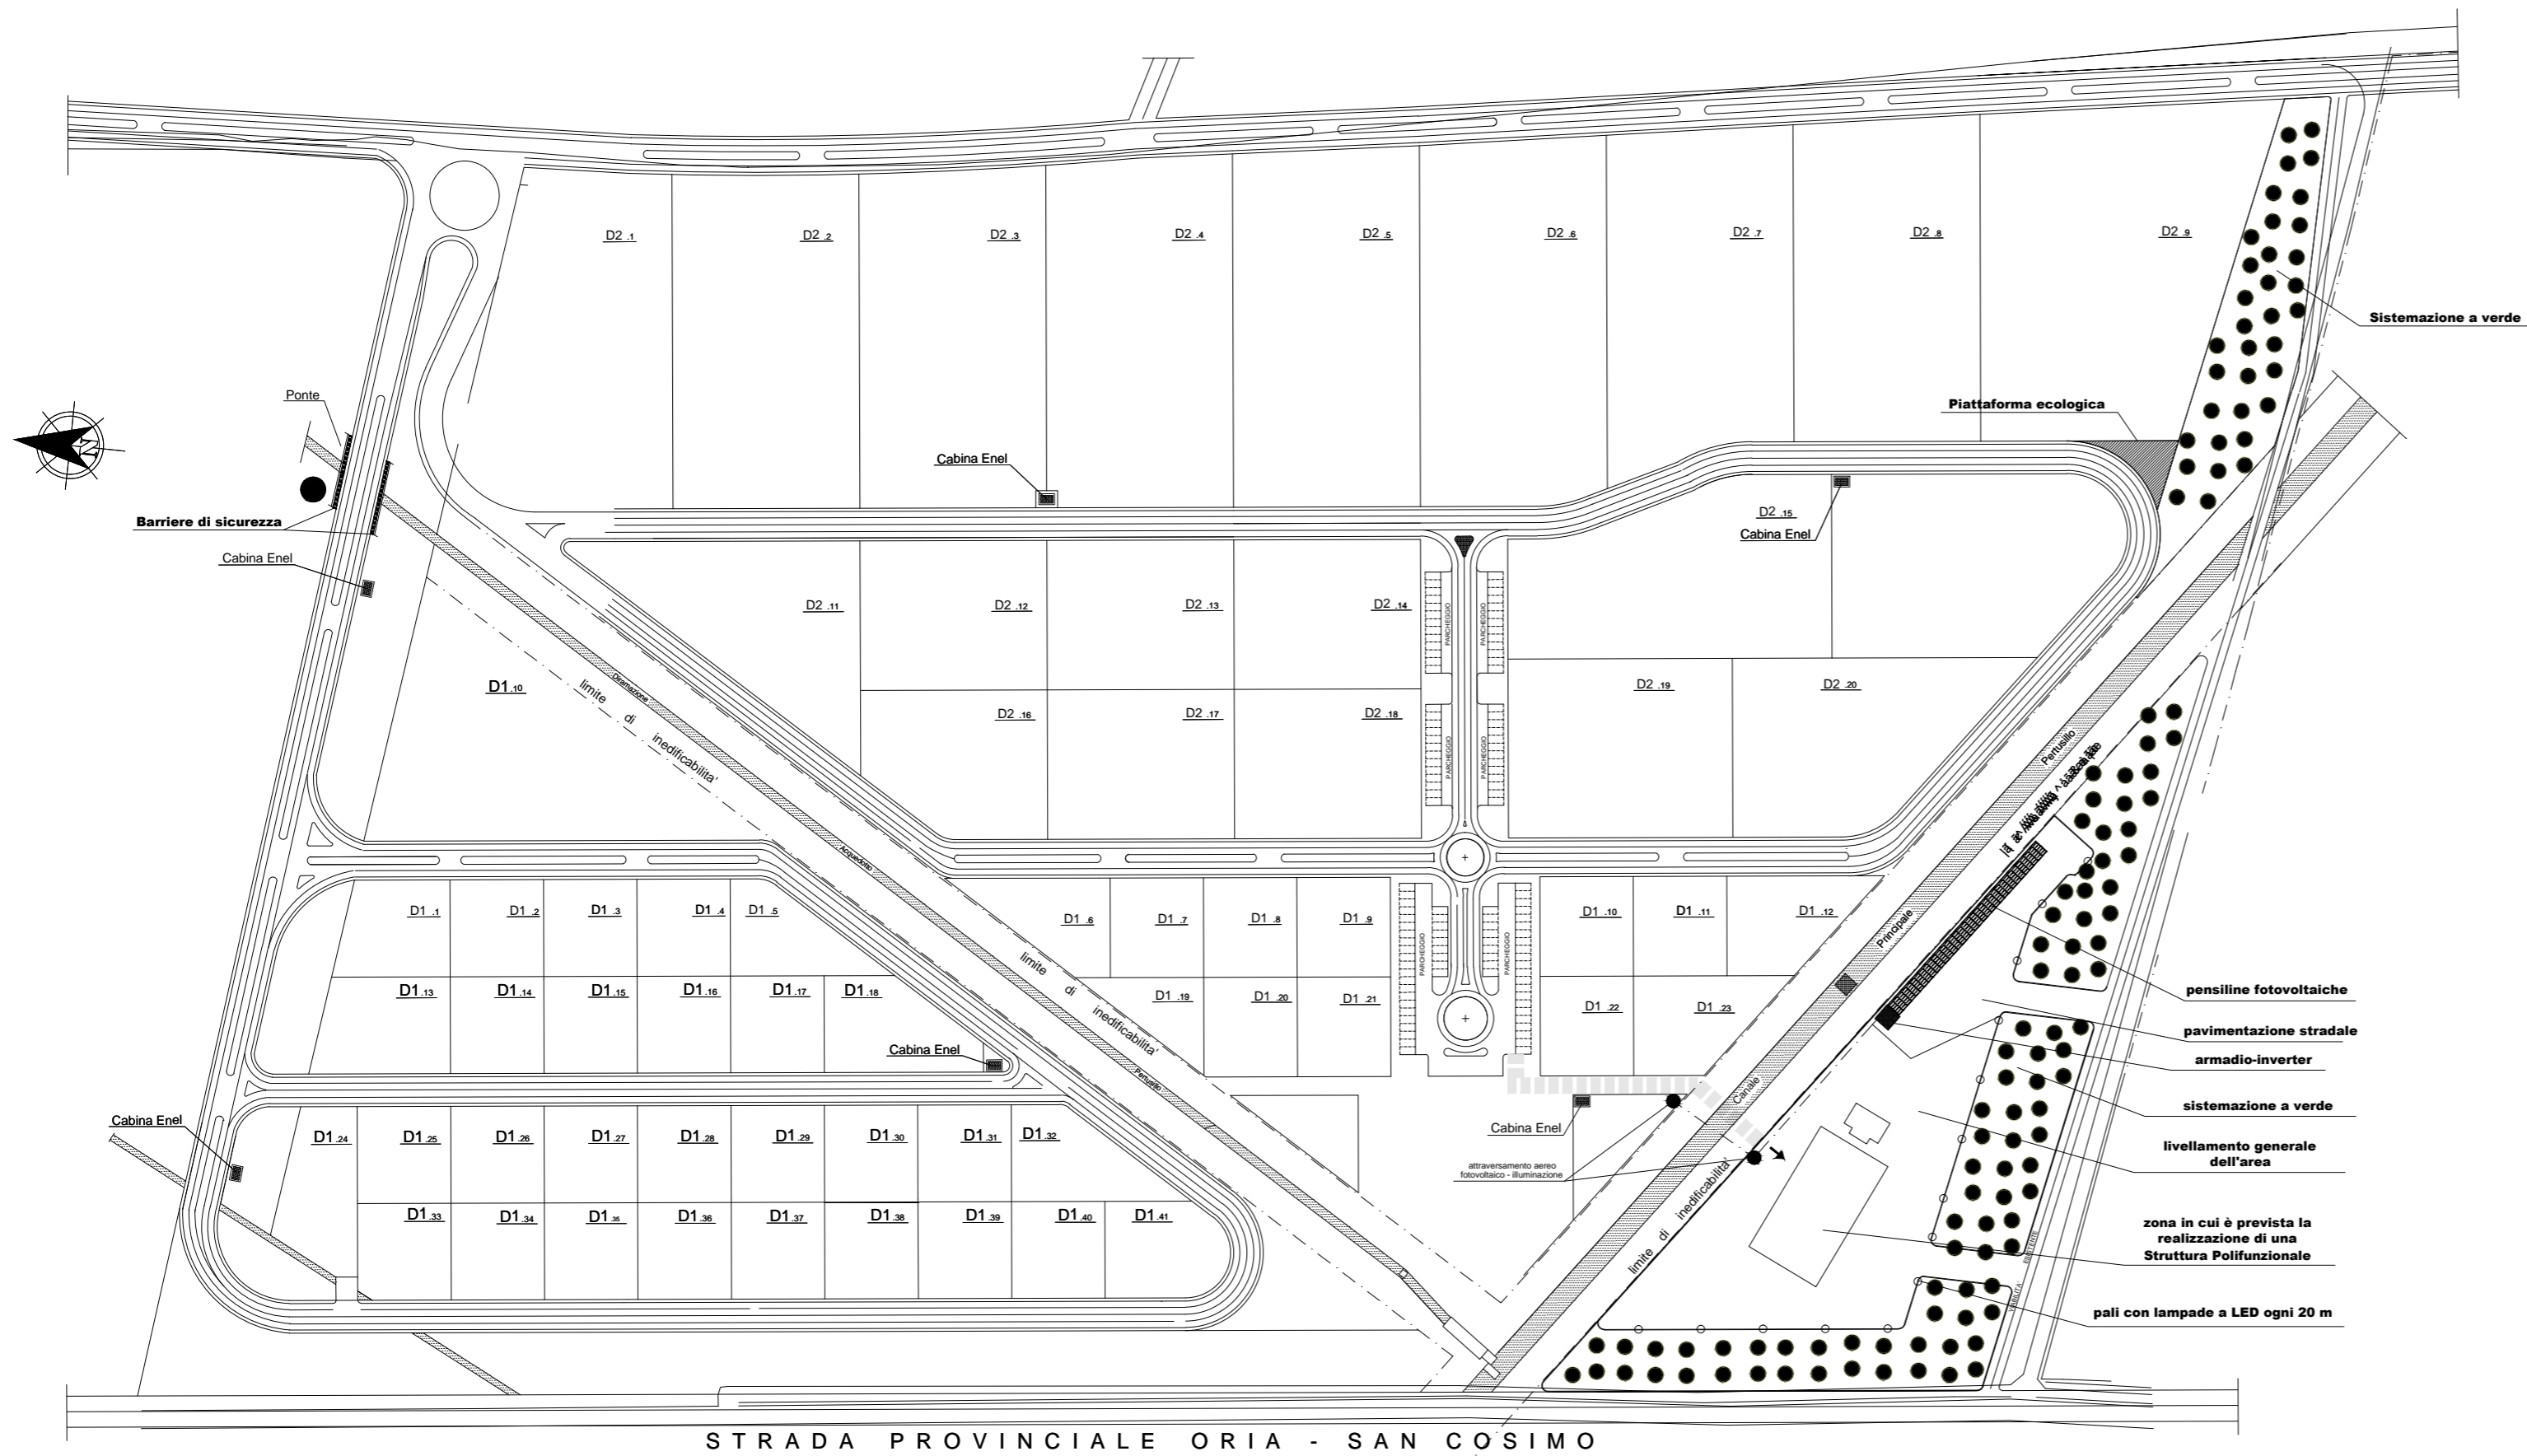 D2 .1
D2 .2
D2 .3
D2 .4
D2 .5
D2 .6
D2 .7
D2 .8
D2 .9
Sistemazione a verde
Ponte
Piattaforma ecologica
N
Cabina Enel
Barriere di sicurezza
D2 .15
Cabina Enel
Cabina Enel
D2 .11
D2 .12
D2 .13
D2 .14
PARCHEGGIO
PARCHEGGIO
D1.10
Diramazione
limite di inedificabilita'
D2 .16
D2 .17
D2 .18
D2 .19
D2 .20
PARCHEGGIO
PARCHEGGIO
Pertusillo
Acquedotto
D1 .1
D1 .2
D1 .3
D1 .4
D1 .5
D1 .6
D1 .7
D1 .8
D1 .9
D1 .10
D1 .11
D1 .12
Principale
PARCHEGGIO
PARCHEGGIO
limite di inedificabilita'
D1.13
D1.14
D1.15
D1.16
D1.17
D1.18
D1 .19
D1 .20
D1 .21
D1 .22
D1 .23
pensiline fotovoltaiche
pavimentazione stradale
armadio-inverter
Cabina Enel
Pertusillo
Canale
sistemazione a verde
Cabina Enel
Cabina Enel
D1.24
D1.25
D1.26
D1.27
D1.28
D1.29
D1.30
D1.31
D1.32
livellamento generale
dell'area
attraversamento aereo
fotovoltaico - illuminazione
limite di inedificabilita'
D1.33
D1.34
D1.35
D1.36
D1.37
D1.38
D1.39
D1.40
D1.41
zona in cui è prevista la
realizzazione di una
Struttura Polifunzionale
VIABILITA' ESISTENTE
pali con lampade a LED ogni 20 m
STRADA PROVINCIALE ORIA - SAN COSIMO